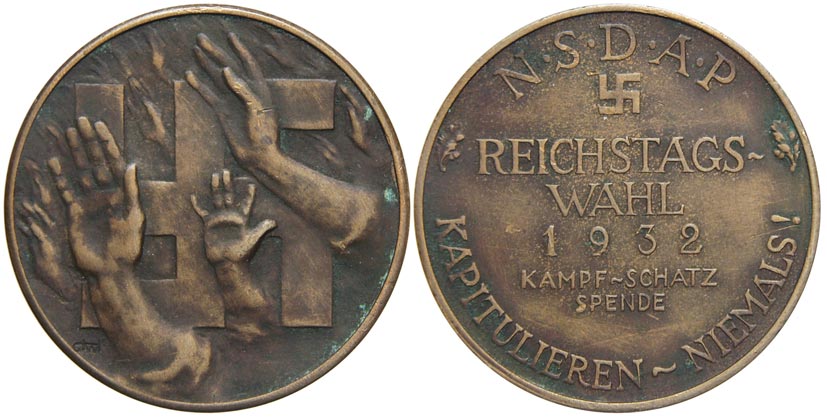 N·S·D·A·P
REICHSTAGS~
WAHL
1932
KAMPF~SCHATZ
SPENDE
KAPITULIEREN ~ NIEMALS!